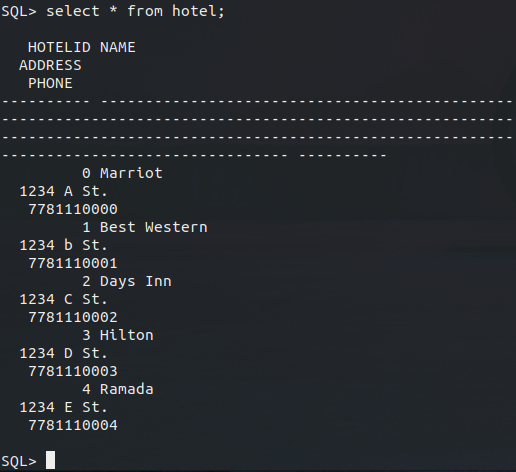 SQL> select * from hotel;
   HOTELID NAME
  ADDRESS
   PHONE
---------- ----------------------------------------------
---------------------------------------------------------
---------------------------------------------------------
-------------------------------- ----------
         0 Marriot
  1234 A St.
   7781110000
         1 Best Western
  1234 b St.
   7781110001
         2 Days Inn
  1234 C St.
   7781110002
         3 Hilton
  1234 D St.
   7781110003
         4 Ramada
  1234 E St.
   7781110004
SQL>